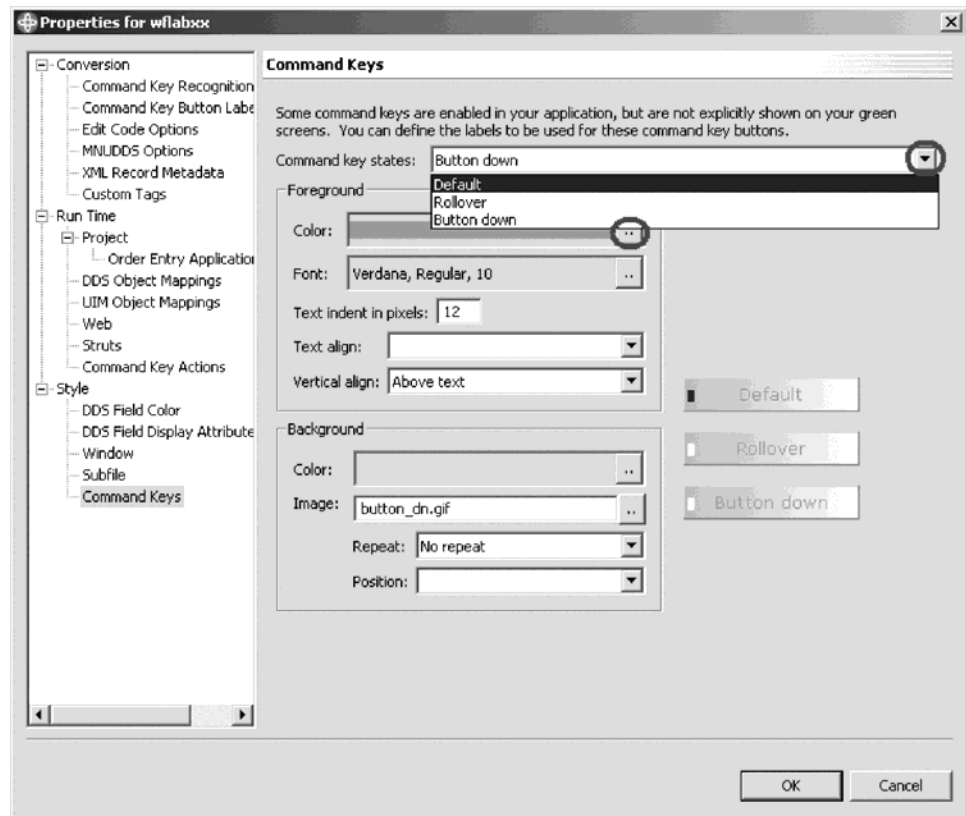 Properties for wflabxx
Conversion
Command Key Recognition
Command Key Button Labe
Edit Code Options
MNUDDS Options
XML Record Metadata
Custom Tags
Run Time
Project
Order Entry Applicatio
DDS Object Mappings
UIM Object Mappings
Web
Struts
Command Key Actions
Style
DDS Field Color
DDS Field Display Attribute
Window
Subfile
Command Keys
Command Keys
Some command keys are enabled in your application, but are not explicitly shown on your green
screens. You can define the labels to be used for these command key buttons.
Command key states: Button down
Default
Rollover
Button down
Foreground
Color: ..
Font: Verdana, Regular, 10 ..
Text indent in pixels: 12
Text align:
Vertical align: Above text
Background
Color: ..
Image: button_dn.gif ..
Repeat: No repeat
Position:
Default
Rollover
Button down
OK Cancel